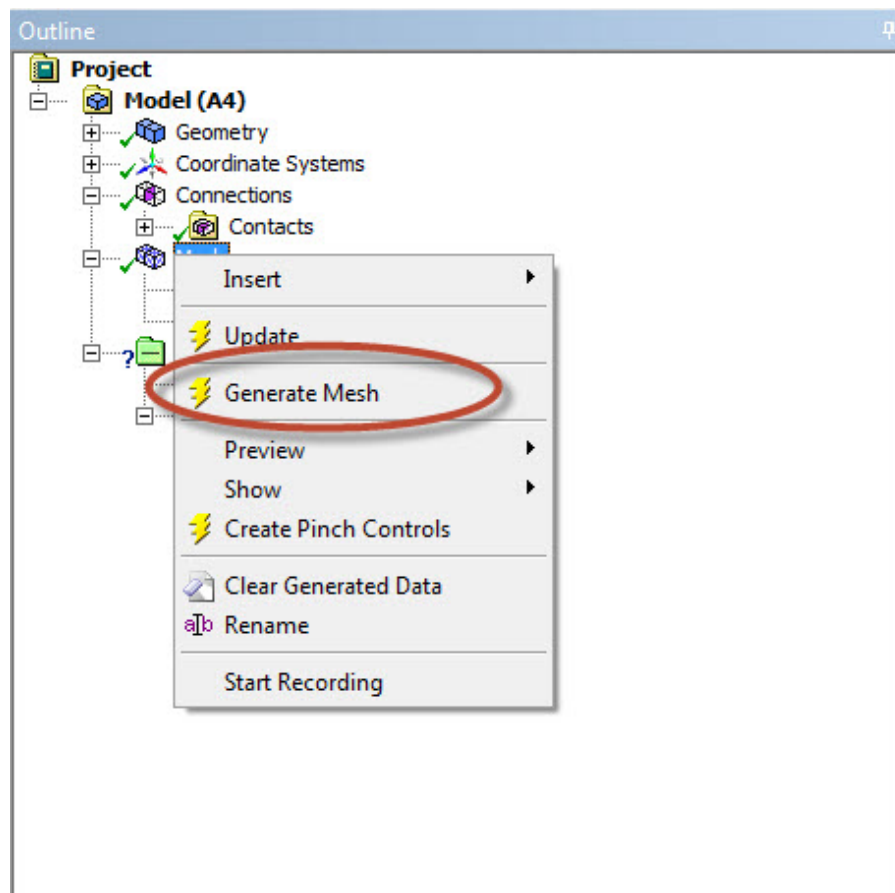 Outline
Project
Model (A4)
Geometry
Coordinate Systems
Connections
Contacts
Insert
Update
Generate Mesh
Preview
Show
Create Pinch Controls
Clear Generated Data
Rename
Start Recording